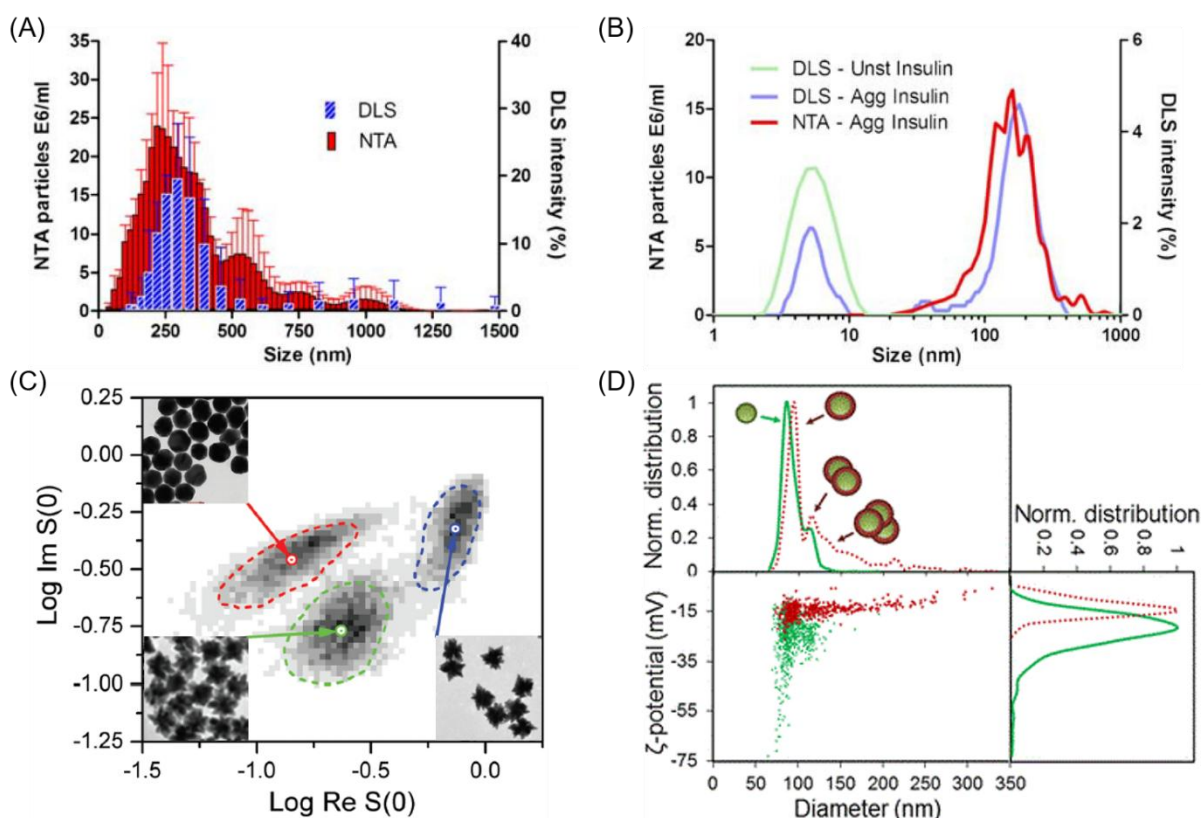 (A)
35
30
25
20
15
10
5
0
NTA particles E6/ml
DLS
NTA
40
30
20
10
0
DLS intensity (%)
0 250 500 750 1000 1250 1500
Size (nm)
(B)
20
15
10
5
0
NTA particles E6/ml
DLS - Unst Insulin
DLS - Agg Insulin
NTA - Agg Insulin
6
4
2
0
DLS intensity (%)
1 10 100 1000
Size (nm)
(C)
0.25
0.00
-0.25
-0.50
-0.75
-1.00
-1.25
Log Im S(0)
-1.5 -1.0 -0.5 0.0
Log Re S(0)
(D)
Norm. distribution
1
0.8
0.6
0.4
0.2
0
Norm. distribution
0.2 0.4 0.6 0.8 1
ζ-potential (mV)
-15
-35
-55
-75
0 50 100 150 200 250 300 350
Diameter (nm)